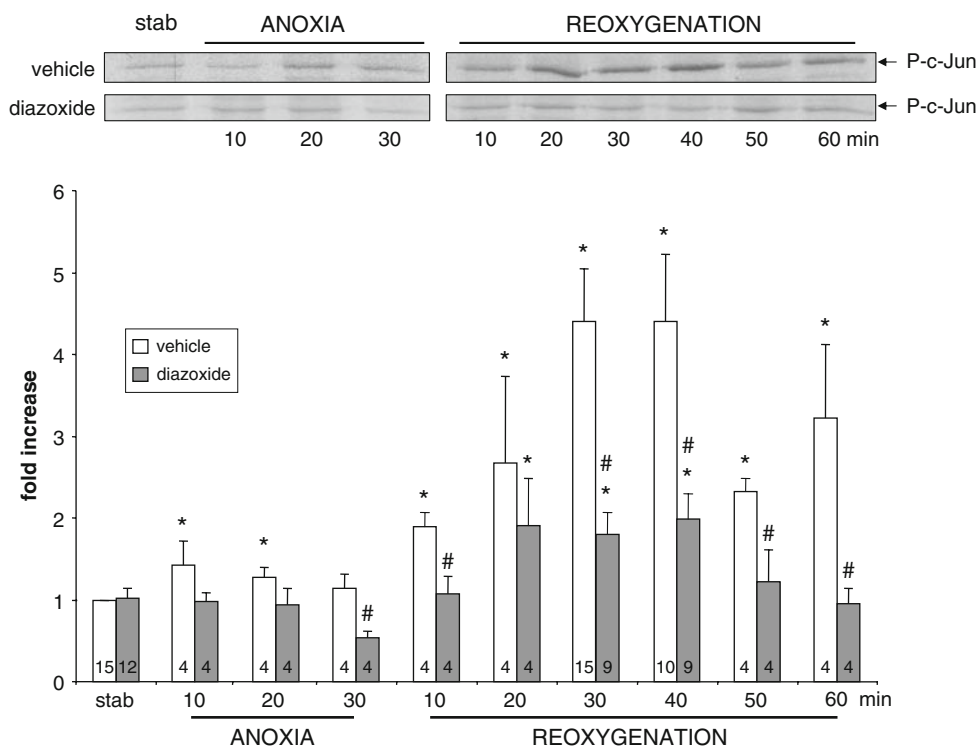 stab ANOXIA REOXYGENATION
vehicle P-c-Jun
diazoxide P-c-Jun
10 20 30 10 20 30 40 50 60 min
6
5
4
3
2
1
0
fold increase
vehicle
diazoxide
* * * * * * * * * *
# # # # # #
* *
15 12 4 4 4 4 4 4 4 4 4 4 15 9 10 9 4 4 4 4
stab 10 20 30 10 20 30 40 50 60 min
ANOXIA REOXYGENATION